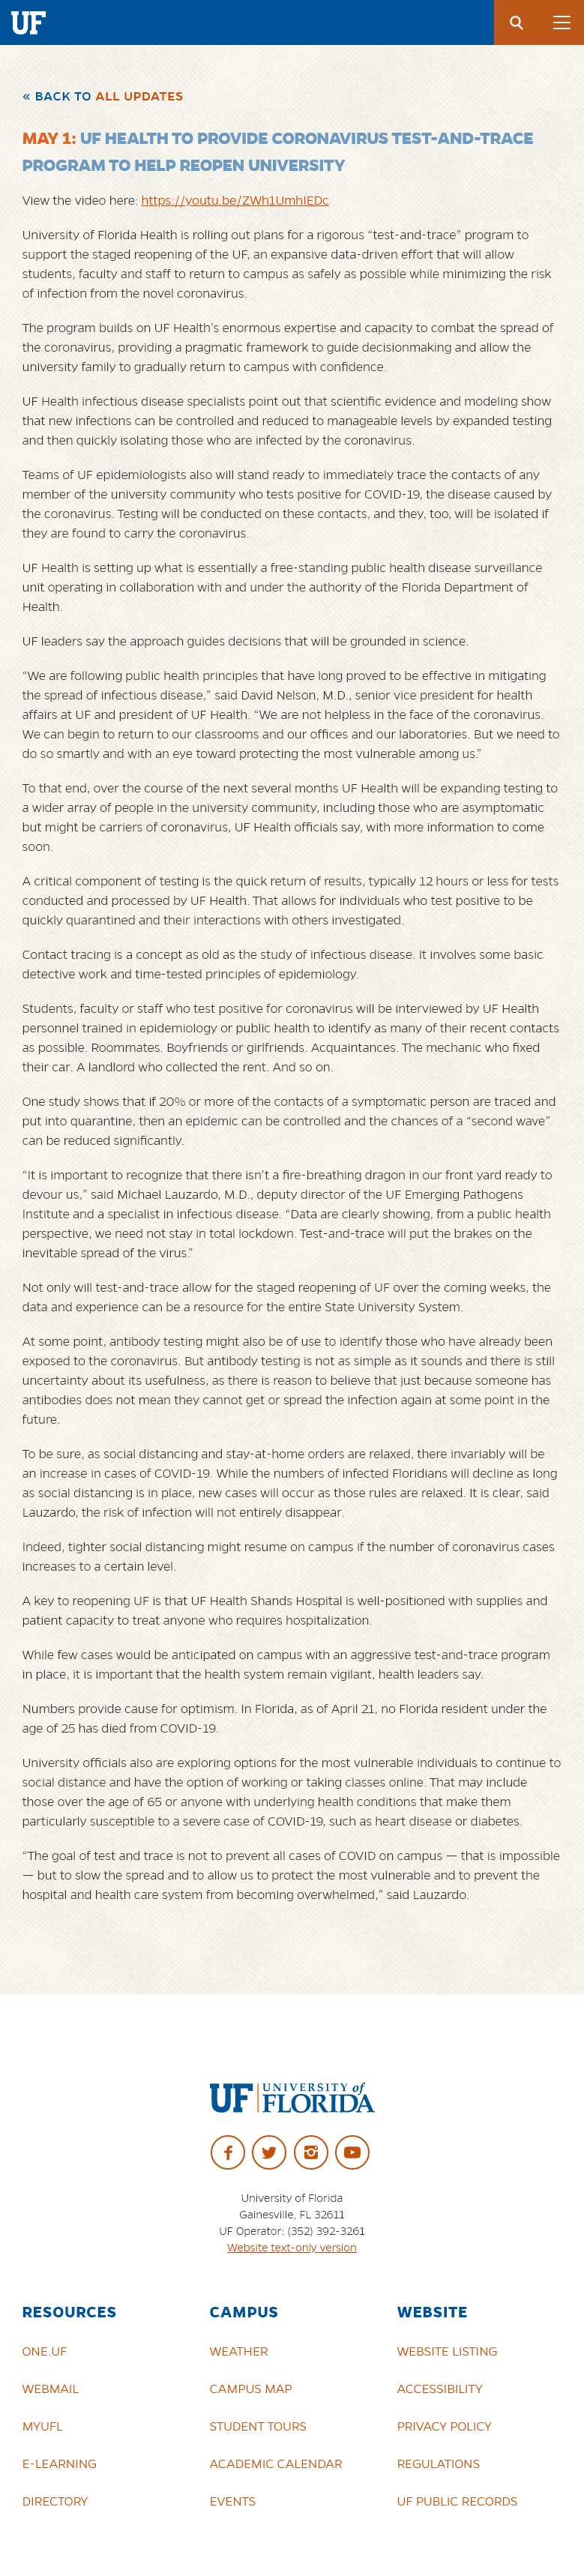 UF
« BACK TO ALL UPDATES
MAY 1: UF HEALTH TO PROVIDE CORONAVIRUS TEST-AND-TRACE
PROGRAM TO HELP REOPEN UNIVERSITY
View the video here: https://youtu.be/ZWh1UmhIEDc
University of Florida Health is rolling out plans for a rigorous “test-and-trace” program to
support the staged reopening of the UF, an expansive data-driven effort that will allow
students, faculty and staff to return to campus as safely as possible while minimizing the risk
of infection from the novel coronavirus.
The program builds on UF Health’s enormous expertise and capacity to combat the spread of
the coronavirus, providing a pragmatic framework to guide decisionmaking and allow the
university family to gradually return to campus with confidence.
UF Health infectious disease specialists point out that scientific evidence and modeling show
that new infections can be controlled and reduced to manageable levels by expanded testing
and then quickly isolating those who are infected by the coronavirus.
Teams of UF epidemiologists also will stand ready to immediately trace the contacts of any
member of the university community who tests positive for COVID-19, the disease caused by
the coronavirus. Testing will be conducted on these contacts, and they, too, will be isolated if
they are found to carry the coronavirus.
UF Health is setting up what is essentially a free-standing public health disease surveillance
unit operating in collaboration with and under the authority of the Florida Department of
Health.
UF leaders say the approach guides decisions that will be grounded in science.
“We are following public health principles that have long proved to be effective in mitigating
the spread of infectious disease,” said David Nelson, M.D., senior vice president for health
affairs at UF and president of UF Health. “We are not helpless in the face of the coronavirus.
We can begin to return to our classrooms and our offices and our laboratories. But we need to
do so smartly and with an eye toward protecting the most vulnerable among us.”
To that end, over the course of the next several months UF Health will be expanding testing to
a wider array of people in the university community, including those who are asymptomatic
but might be carriers of coronavirus, UF Health officials say, with more information to come
soon.
A critical component of testing is the quick return of results, typically 12 hours or less for tests
conducted and processed by UF Health. That allows for individuals who test positive to be
quickly quarantined and their interactions with others investigated.
Contact tracing is a concept as old as the study of infectious disease. It involves some basic
detective work and time-tested principles of epidemiology.
Students, faculty or staff who test positive for coronavirus will be interviewed by UF Health
personnel trained in epidemiology or public health to identify as many of their recent contacts
as possible. Roommates. Boyfriends or girlfriends. Acquaintances. The mechanic who fixed
their car. A landlord who collected the rent. And so on.
One study shows that if 20% or more of the contacts of a symptomatic person are traced and
put into quarantine, then an epidemic can be controlled and the chances of a “second wave”
can be reduced significantly.
“It is important to recognize that there isn’t a fire-breathing dragon in our front yard ready to
devour us,” said Michael Lauzardo, M.D., deputy director of the UF Emerging Pathogens
Institute and a specialist in infectious disease. “Data are clearly showing, from a public health
perspective, we need not stay in total lockdown. Test-and-trace will put the brakes on the
inevitable spread of the virus.”
Not only will test-and-trace allow for the staged reopening of UF over the coming weeks, the
data and experience can be a resource for the entire State University System.
At some point, antibody testing might also be of use to identify those who have already been
exposed to the coronavirus. But antibody testing is not as simple as it sounds and there is still
uncertainty about its usefulness, as there is reason to believe that just because someone has
antibodies does not mean they cannot get or spread the infection again at some point in the
future.
To be sure, as social distancing and stay-at-home orders are relaxed, there invariably will be
an increase in cases of COVID-19. While the numbers of infected Floridians will decline as long
as social distancing is in place, new cases will occur as those rules are relaxed. It is clear, said
Lauzardo, the risk of infection will not entirely disappear.
Indeed, tighter social distancing might resume on campus if the number of coronavirus cases
increases to a certain level.
A key to reopening UF is that UF Health Shands Hospital is well-positioned with supplies and
patient capacity to treat anyone who requires hospitalization.
While few cases would be anticipated on campus with an aggressive test-and-trace program
in place, it is important that the health system remain vigilant, health leaders say.
Numbers provide cause for optimism. In Florida, as of April 21, no Florida resident under the
age of 25 has died from COVID-19.
University officials also are exploring options for the most vulnerable individuals to continue to
social distance and have the option of working or taking classes online. That may include
those over the age of 65 or anyone with underlying health conditions that make them
particularly susceptible to a severe case of COVID-19, such as heart disease or diabetes.
“The goal of test and trace is not to prevent all cases of COVID on campus — that is impossible
— but to slow the spread and to allow us to protect the most vulnerable and to prevent the
hospital and health care system from becoming overwhelmed,” said Lauzardo.
UF UNIVERSITY of
FLORIDA
University of Florida
Gainesville, FL 32611
UF Operator: (352) 392-3261
Website text-only version
RESOURCES
ONE.UF
WEBMAIL
MYUFL
E-LEARNING
DIRECTORY
CAMPUS
WEATHER
CAMPUS MAP
STUDENT TOURS
ACADEMIC CALENDAR
EVENTS
WEBSITE
WEBSITE LISTING
ACCESSIBILITY
PRIVACY POLICY
REGULATIONS
UF PUBLIC RECORDS